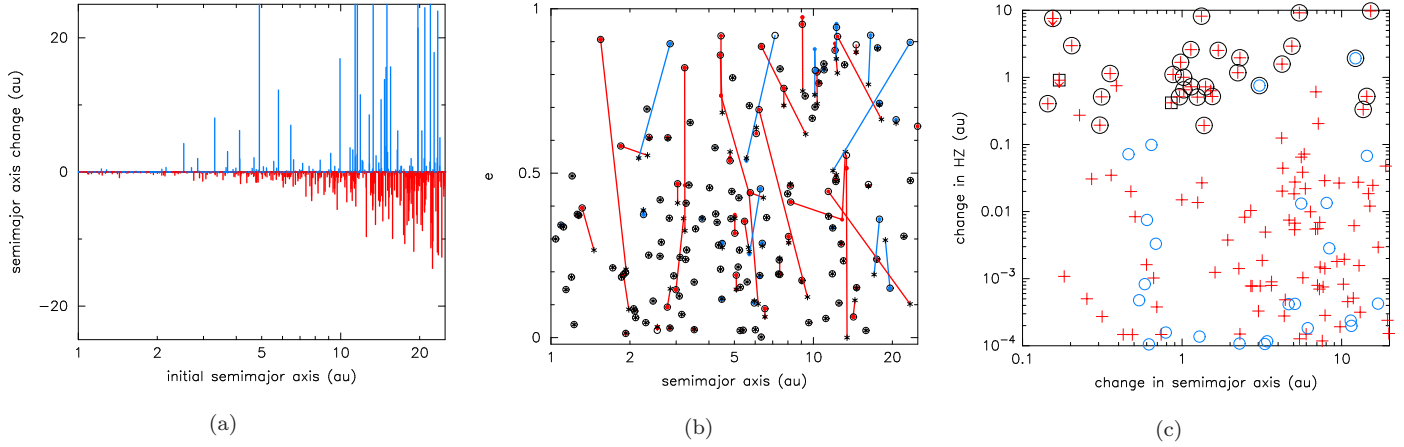 semimajor axis change (au)
20
0
−20
1
2
5
10
20
initial semimajor axis (au)
(a)
e
1
0.5
0
1
2
5
10
20
semimajor axis (au)
(b)
change in HZ (au)
10
1
0.1
0.01
10⁻³
10⁻⁴
0.1
1
10
change in semimajor axis (au)
(c)